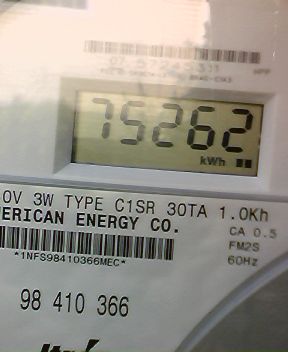 75262
kWh
0V 3W TYPE C1SR 30TA 1.0Kh
ERICAN ENERGY CO.
CA 0.5
FM2S
60Hz
*1NFS98410366MEC*
98 410 366